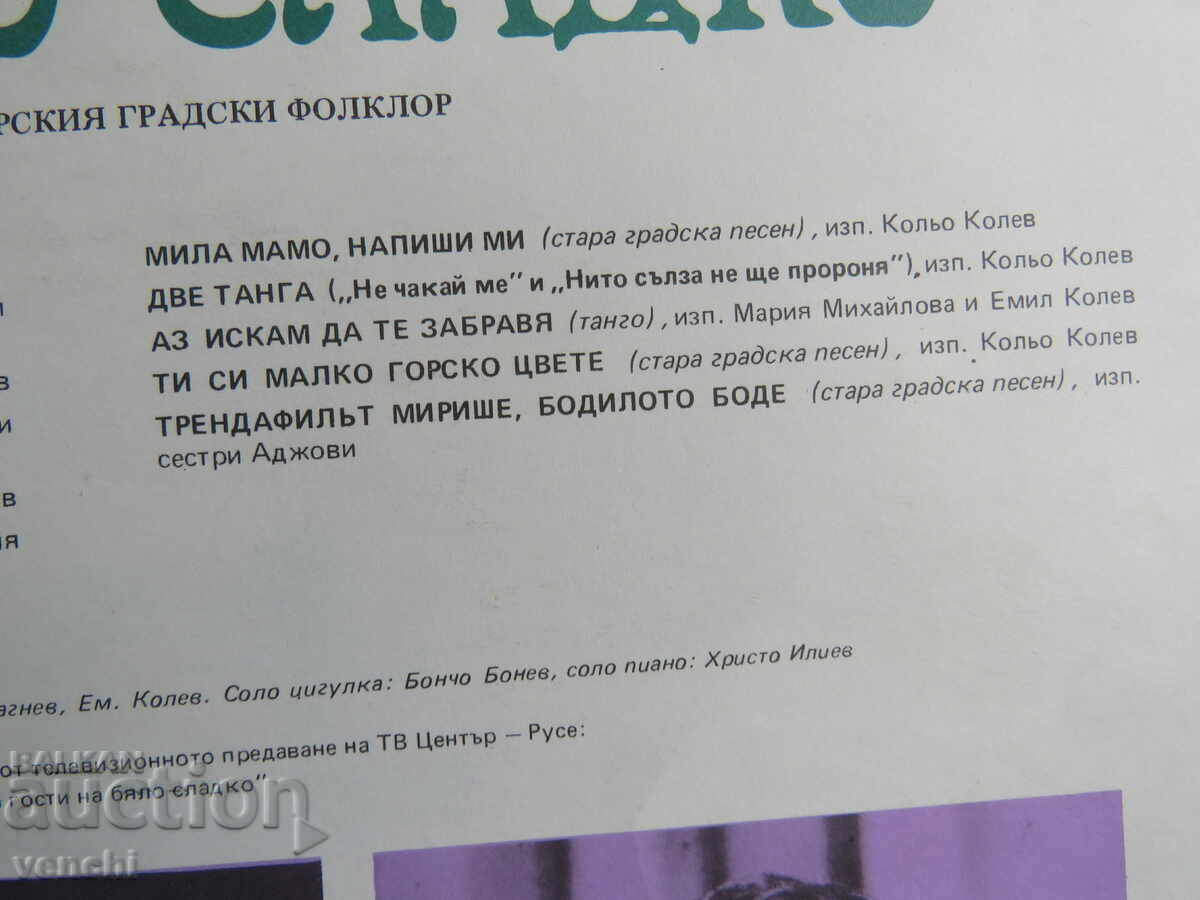 СЛАДКО
ГРАДСКИ ФОЛКЛОР
МИЛА МАМО, НАПИШИ МИ (стара градска песен), изп. Кольо Колев
ДВЕ ТАНГА („Не чакай ме" и „Нито сълза не ще пророня"), изп. Кольо Колев
АЗ ИСКАМ ДА ТЕ ЗАБРАВЯ (танго), изп. Мария Михайлова и Емил Колев
ТИ СИ МАЛКО ГОРСКО ЦВЕТЕ (стара градска песен), изп. Кольо Колев
ТРЕНДАФИЛЪТ МИРИШЕ, БОДИЛОТО БОДЕ (стара градска песен), изп.
сестри Аджови
агнев, Ем. Колев. Соло цигулка: Бончо Бонев, соло пиано: Христо Илиев
от телевизионното предаване на ТВ Център – Русе:
гости на бяло сладко"
BALKAN
auction
venchi